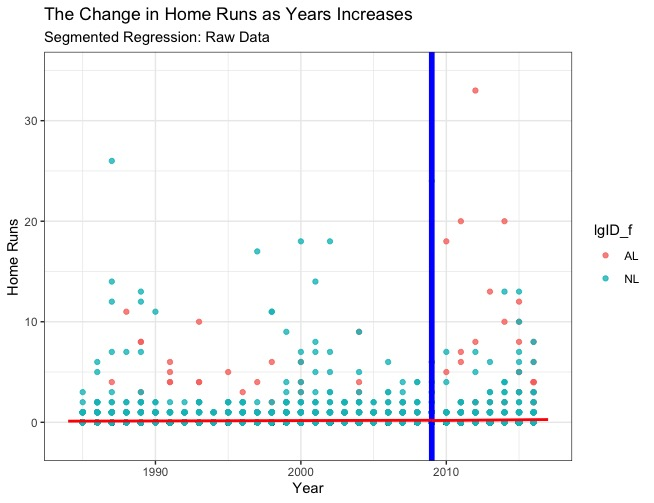 The Change in Home Runs as Years Increases
Segmented Regression: Raw Data
Home Runs
30
20
10
0
1990
2000
2010
Year
lgID_f
AL
NL